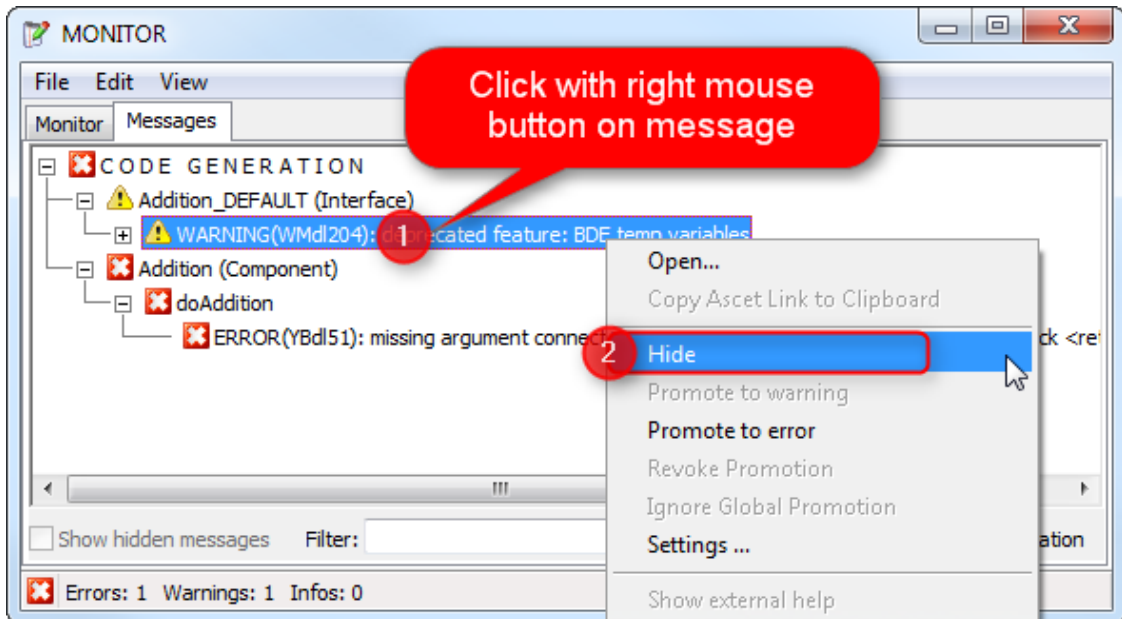 MONITOR
File Edit View
Click with right mouse
button on message
Monitor Messages
CODE GENERATION
Addition_DEFAULT (Interface)
WARNING(WMdl204): deprecated feature: BDE temp variables
1
Addition (Component)
doAddition
ERROR(YBdl51): missing argument connect
ck <ret
Open...
Copy Ascet Link to Clipboard
2 Hide
Promote to warning
Promote to error
Revoke Promotion
Ignore Global Promotion
Settings ...
Show external help
Show hidden messages Filter:
ation
Errors: 1 Warnings: 1 Infos: 0